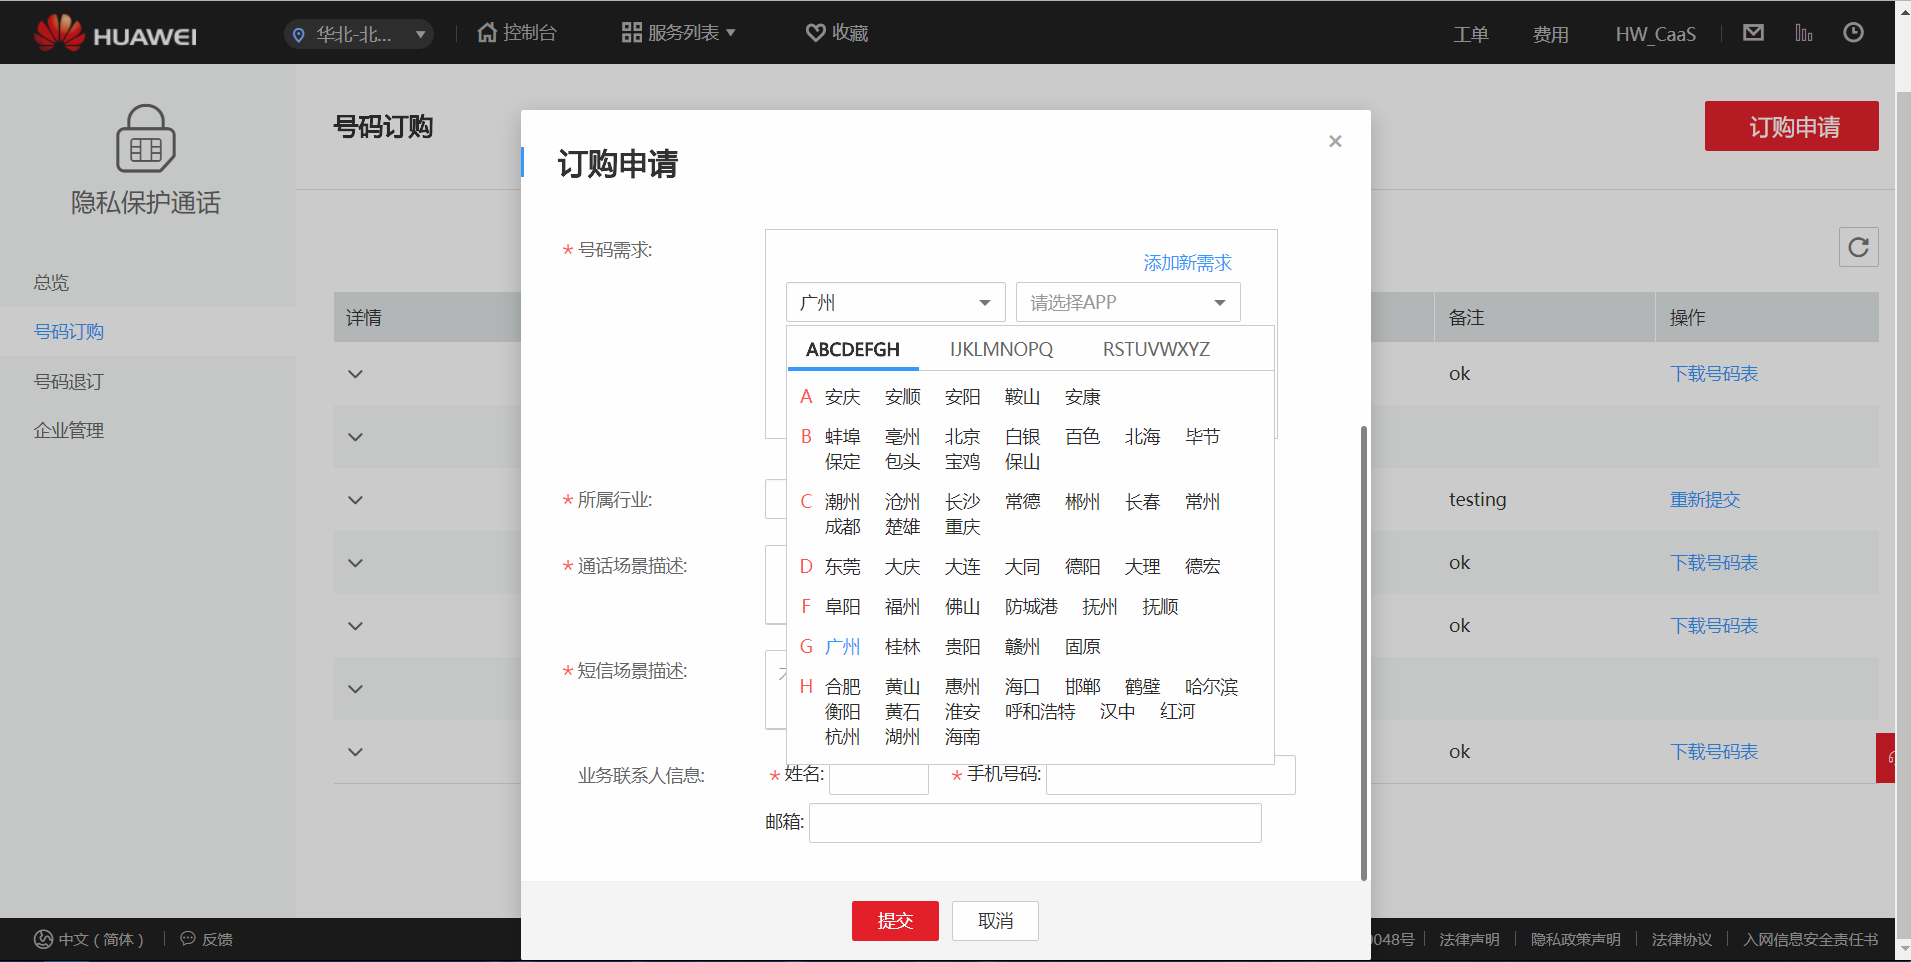 HUAWEI
华北-北...
控制台
服务列表
收藏
工单
费用
HW_CaaS
隐私保护通话
总览
号码订购
号码退订
企业管理
号码订购
订购申请
详情
备注
操作
ok
下载号码表
testing
重新提交
ok
下载号码表
ok
下载号码表
ok
下载号码表
订购申请
×
* 号码需求:
添加新需求
广州
请选择APP
ABCDEFGH
IJKLMNOPQ
RSTUVWXYZ
A 安庆 安顺 安阳 鞍山 安康
B 蚌埠 亳州 北京 白银 百色 北海 毕节
保定 包头 宝鸡 保山
C 潮州 沧州 长沙 常德 郴州 长春 常州
成都 楚雄 重庆
D 东莞 大庆 大连 大同 德阳 大理 德宏
F 阜阳 福州 佛山 防城港 抚州 抚顺
G 广州 桂林 贵阳 赣州 固原
H 合肥 黄山 惠州 海口 邯郸 鹤壁 哈尔滨
衡阳 黄石 淮安 呼和浩特 汉中 红河
杭州 湖州 海南
* 所属行业:
* 通话场景描述:
* 短信场景描述:
业务联系人信息:
* 姓名:
* 手机号码:
邮箱:
提交
取消
中文 ( 简体 )
反馈
0048号
法律声明
隐私政策声明
法律协议
入网信息安全责任书